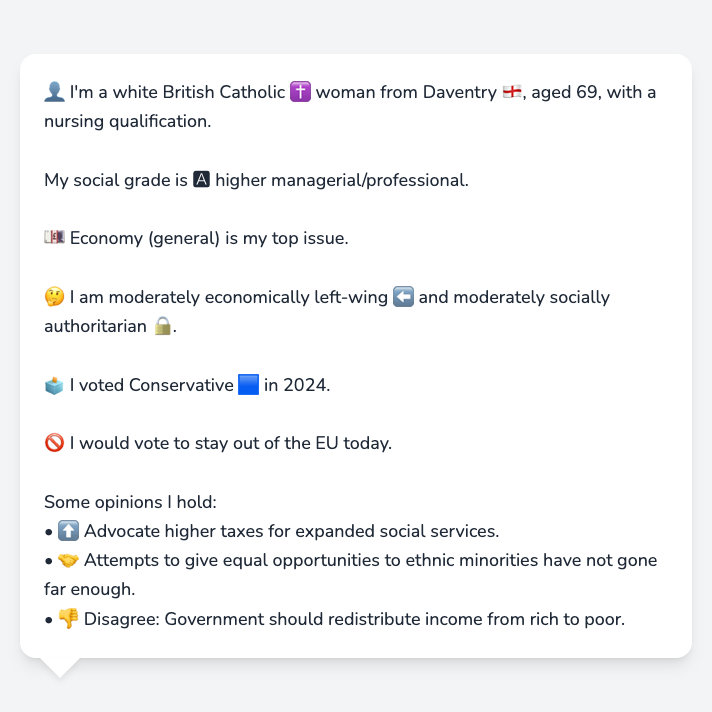 👤 I'm a white British Catholic ✝️ woman from Daventry 🏴󠁧󠁢󠁥󠁮󠁧󠁿, aged 69, with a
nursing qualification.
My social grade is 🅰 higher managerial/professional.
💷 Economy (general) is my top issue.
🤔 I am moderately economically left-wing ⬅️ and moderately socially
authoritarian 🔒.
🗳️ I voted Conservative 🟦 in 2024.
🚫 I would vote to stay out of the EU today.
Some opinions I hold:
• ⬆️ Advocate higher taxes for expanded social services.
• 🤝 Attempts to give equal opportunities to ethnic minorities have not gone
far enough.
• 👎 Disagree: Government should redistribute income from rich to poor.